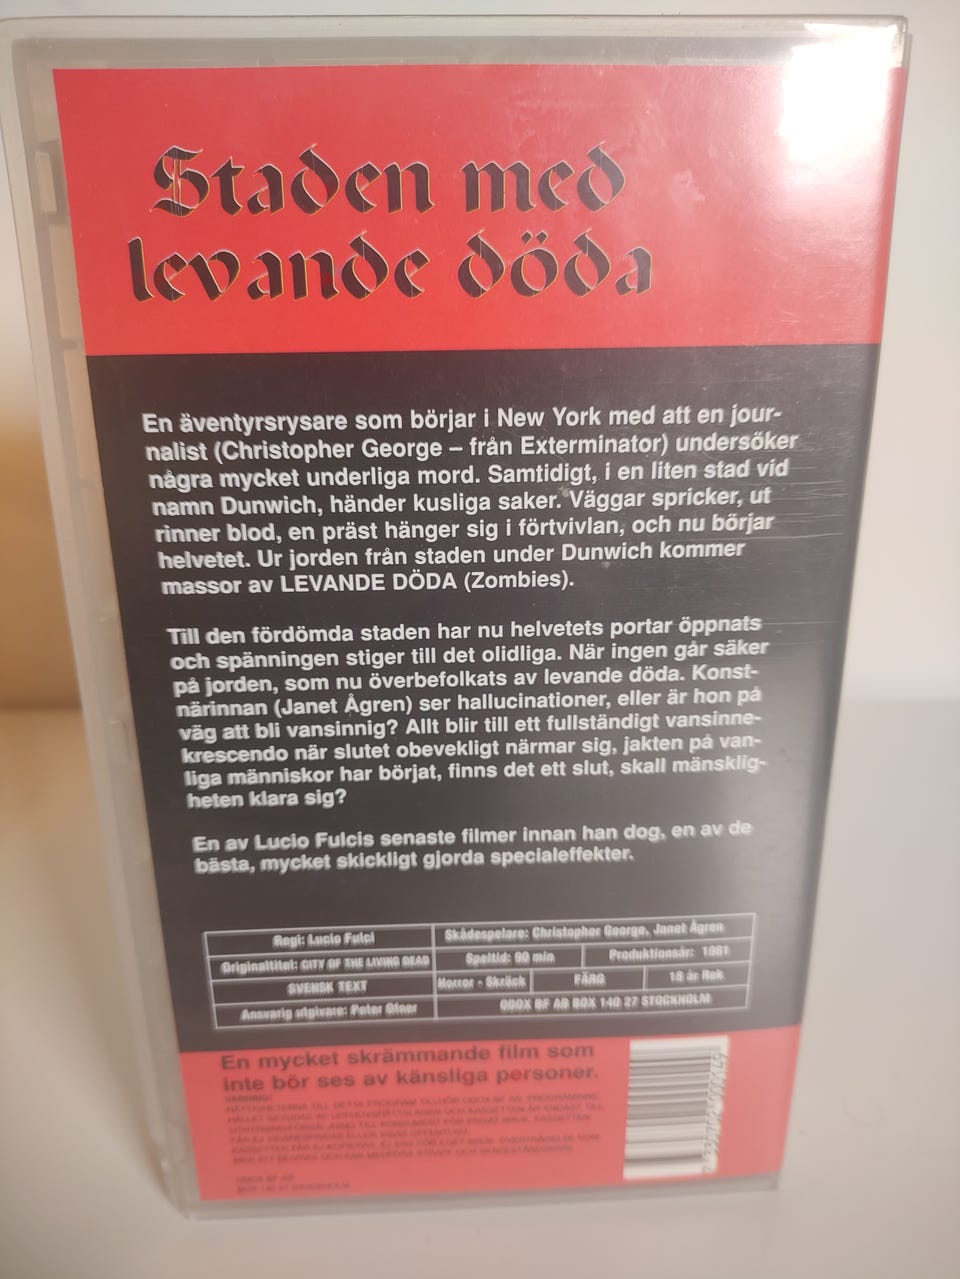 Staden med
levande döda
En äventyrsrysare som börjar i New York med att en jour-
nalist (Christopher George – från Exterminator) undersöker
några mycket underliga mord. Samtidigt, i en liten stad vid
namn Dunwich, händer kusliga saker. Väggar spricker, ut
rinner blod, en präst hänger sig i förtvivlan, och nu börjar
helvetet. Ur jorden från staden under Dunwich kommer
massor av LEVANDE DÖDA (Zombies).
Till den fördömda staden har nu helvetets portar öppnats
och spänningen stiger till det olidliga. När ingen går säker
på jorden, som nu överbefolkats av levande döda. Konst-
närinnan (Janet Ågren) ser hallucinationer, eller är hon på
väg att bli vansinnig? Allt blir till ett fullständigt vansinne-
krescendo när slutet obevekligt närmar sig, jakten på van-
liga människor har börjat, finns det ett slut, skall mänsklig-
heten klara sig?
En av Lucio Fulcis senaste filmer innan han dog, en av de
bästa, mycket skickligt gjorda specialeffekter.
Regi: Lucio Fulci
Skådespelare: Christopher George, Janet Ågren
Originaltitel: CITY OF THE LIVING DEAD
Speltid: 90 min
Produktionsår: 1981
SVENSK TEXT
Horror - Skräck
FÄRG
18 år Rek
Ansvarig utgivare: Peter Ofner
ODOX BF AB BOX 140 27 STOCKHOLM
En mycket skrämmande film som
inte bör ses av känsliga personer.
VARNING!